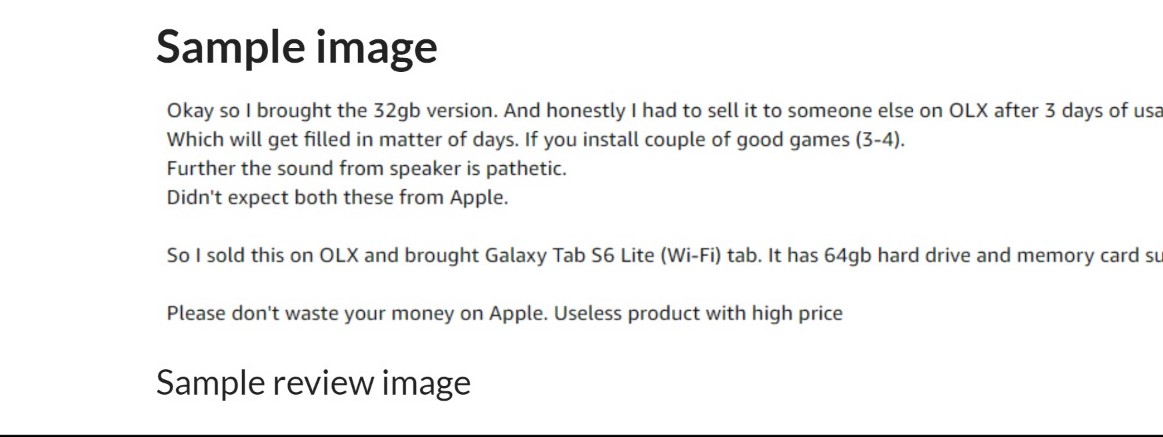 Sample image
Okay so I brought the 32gb version. And honestly I had to sell it to someone else on OLX after 3 days of usa
Which will get filled in matter of days. If you install couple of good games (3-4).
Further the sound from speaker is pathetic.
Didn't expect both these from Apple.
So I sold this on OLX and brought Galaxy Tab S6 Lite (Wi-Fi) tab. It has 64gb hard drive and memory card su
Please don't waste your money on Apple. Useless product with high price
Sample review image